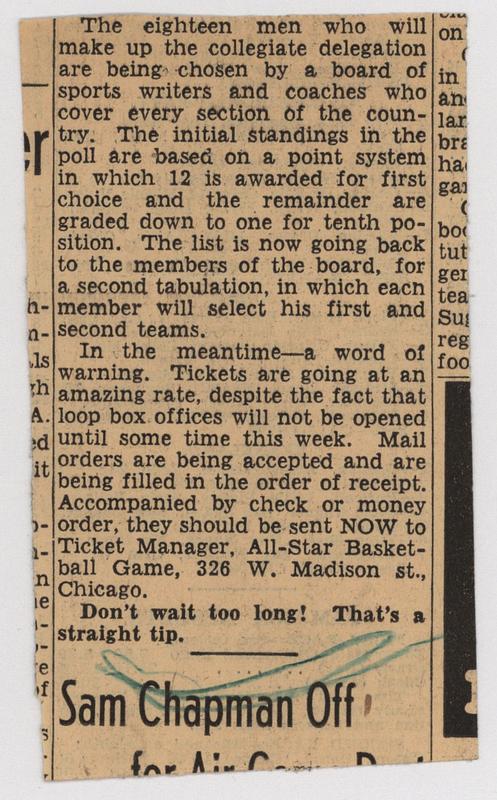 The eighteen men who will
make up the collegiate delegation
are being chosen by a board of
sports writers and coaches who
cover every section of the coun-
try. The initial standings in the
poll are based on a point system
in which 12 is awarded for first
choice and the remainder are
graded down to one for tenth po-
sition. The list is now going back
to the members of the board, for
a second tabulation, in which each
member will select his first and
second teams.
In the meantime—a word of
warning. Tickets are going at an
amazing rate, despite the fact that
loop box offices will not be opened
until some time this week. Mail
orders are being accepted and are
being filled in the order of receipt.
Accompanied by check or money
order, they should be sent NOW to
Ticket Manager, All-Star Basket-
ball Game, 326 W. Madison st.,
Chicago.
Don't wait too long! That's a
straight tip.
Sam Chapman Off
for Air